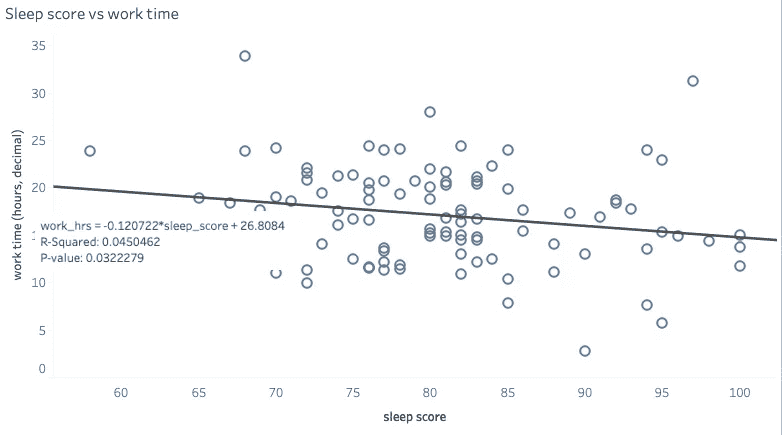 Sleep score vs work time
35
30
25
20
work_hrs = -0.120722*sleep_score + 26.8084
R-Squared: 0.0450462
P-value: 0.0322279
10
5
0
work time (hours, decimal)
60 65 70 75 80 85 90 95 100
sleep score